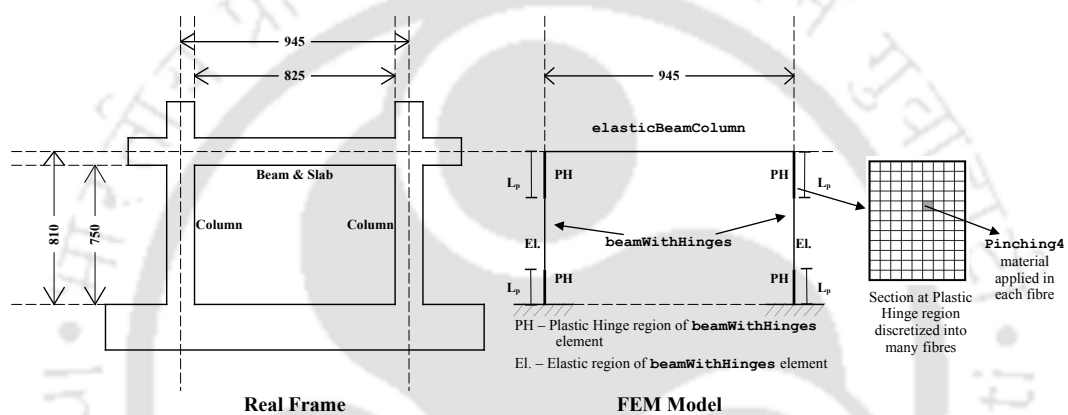 945
825
810
750
Beam & Slab
Column
Column
Real Frame
945
elasticBeamColumn
Lp
PH
PH
Lp
El.
beamWithHinges
El.
Lp
PH
PH
Lp
PH – Plastic Hinge region of beamWithHinges
element
El. – Elastic region of beamWithHinges element
FEM Model
Pinching4
material
applied in
each fibre
Section at Plastic
Hinge region
discretized into
many fibres